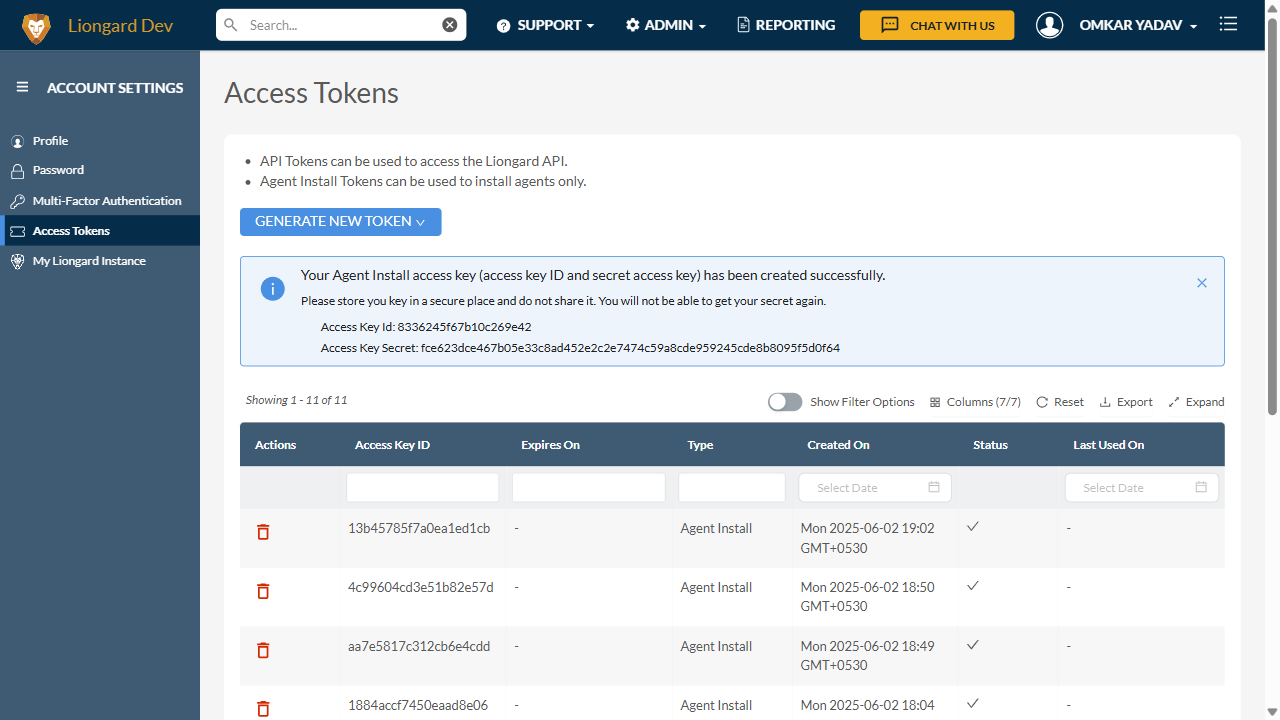 Liongard Dev
Search...
SUPPORT
ADMIN
REPORTING
CHAT WITH US
OMKAR YADAV
ACCOUNT SETTINGS
Profile
Password
Multi-Factor Authentication
Access Tokens
My Liongard Instance
Access Tokens
API Tokens can be used to access the Liongard API.
Agent Install Tokens can be used to install agents only.
GENERATE NEW TOKEN
Your Agent Install access key (access key ID and secret access key) has been created successfully.
Please store you key in a secure place and do not share it. You will not be able to get your secret again.
Access Key Id: 8336245f67b10c269e42
Access Key Secret: fce623dce467b05e33c8ad452e2c2e7474c59a8cde959245cde8b8095f5d0f64
Showing 1 - 11 of 11
Show Filter Options
Columns (7/7)
Reset
Export
Expand
Actions Access Key ID Expires On Type Created On Status Last Used On
Select Date Select Date
13b45785f7a0ea1ed1cb - Agent Install Mon 2025-06-02 19:02 GMT+0530 -
4c99604cd3e51b82e57d - Agent Install Mon 2025-06-02 18:50 GMT+0530 -
aa7e5817c312cb6e4cdd - Agent Install Mon 2025-06-02 18:49 GMT+0530 -
1884accf7450eaad8e06 - Agent Install Mon 2025-06-02 18:04 -